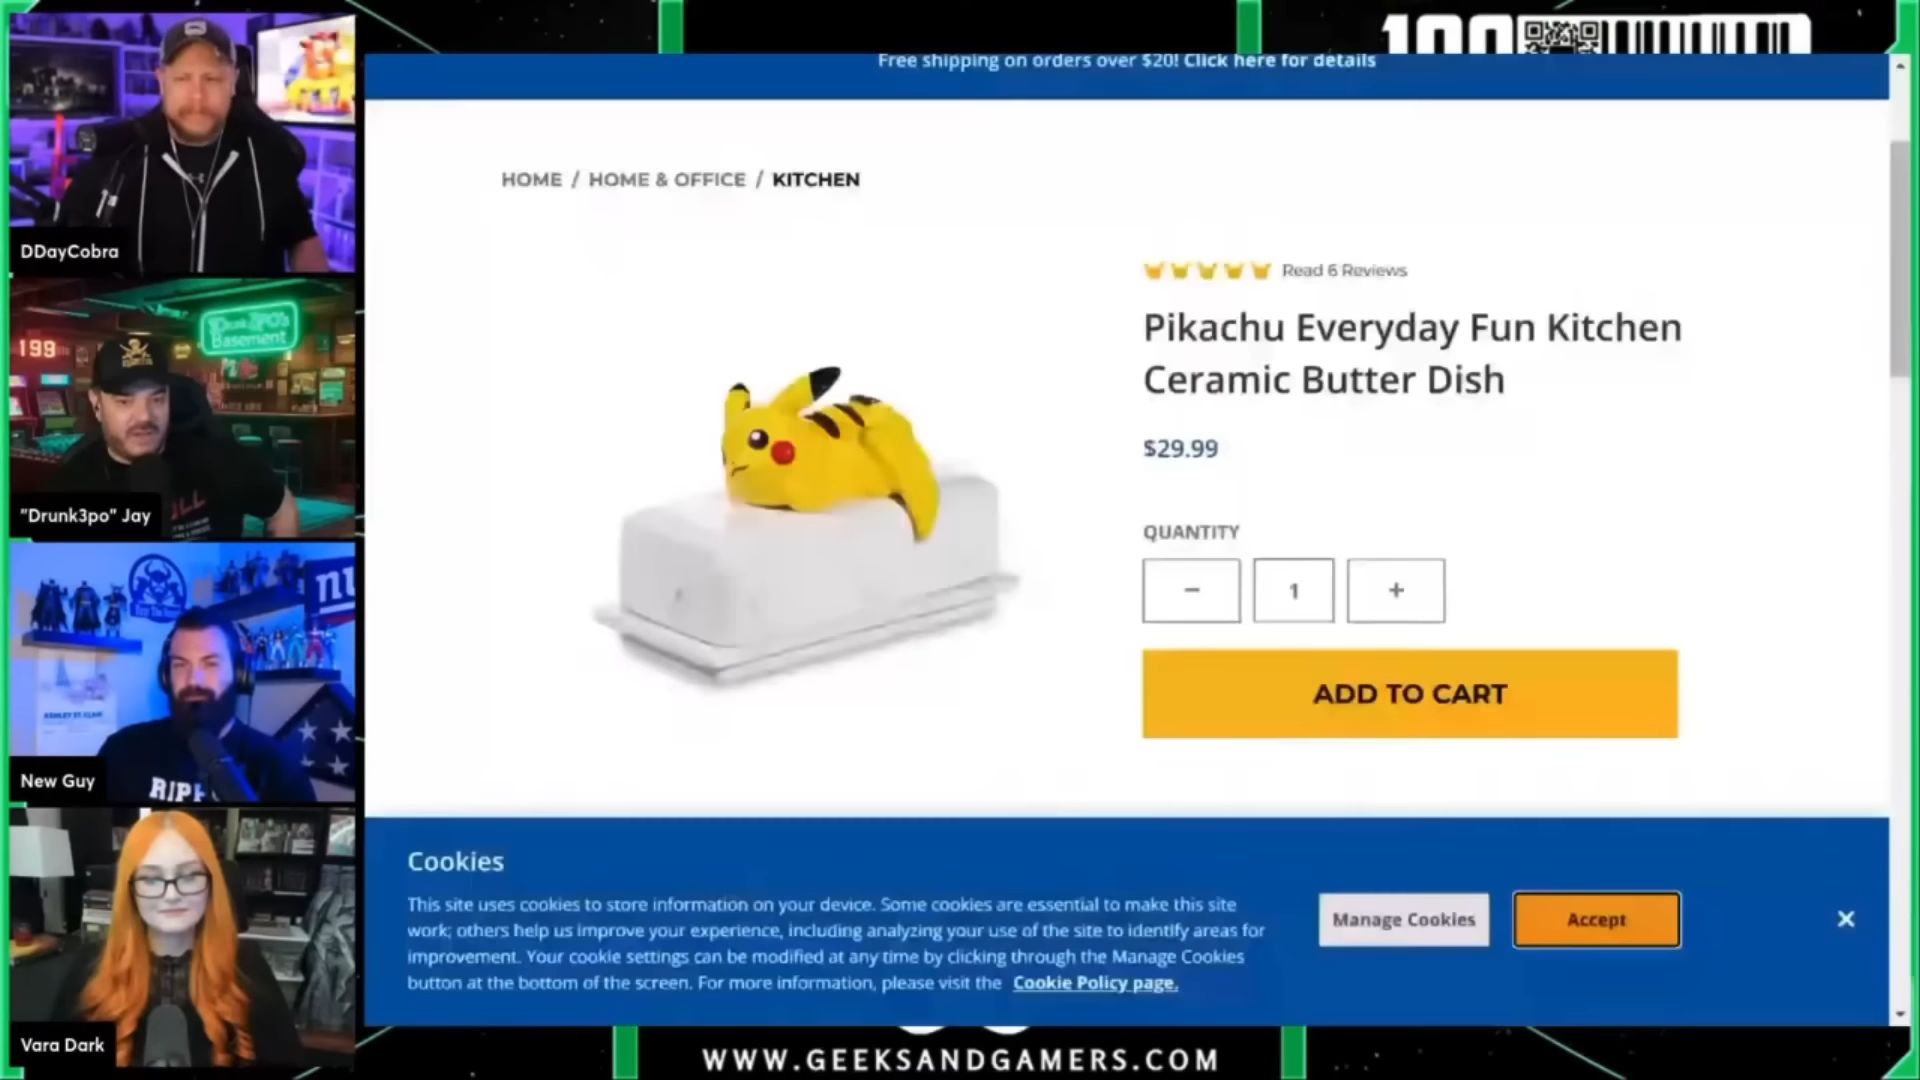 Free shipping on orders over $20! Click here for details
HOME / HOME & OFFICE / KITCHEN
Read 6 Reviews
Pikachu Everyday Fun Kitchen
Ceramic Butter Dish
$29.99
QUANTITY
− 1 +
ADD TO CART
Cookies
This site uses cookies to store information on your device. Some cookies are essential to make this site
work; others help us improve your experience, including analyzing your use of the site to identify areas for
improvement. Your cookie settings can be modified at any time by clicking through the Manage Cookies
button at the bottom of the screen. For more information, please visit the Cookie Policy page.
Manage Cookies
Accept
DDayCobra
199
Drunk3PO's
Basement
"Drunk3po" Jay
New Guy
Vara Dark
WWW.GEEKSANDGAMERS.COM